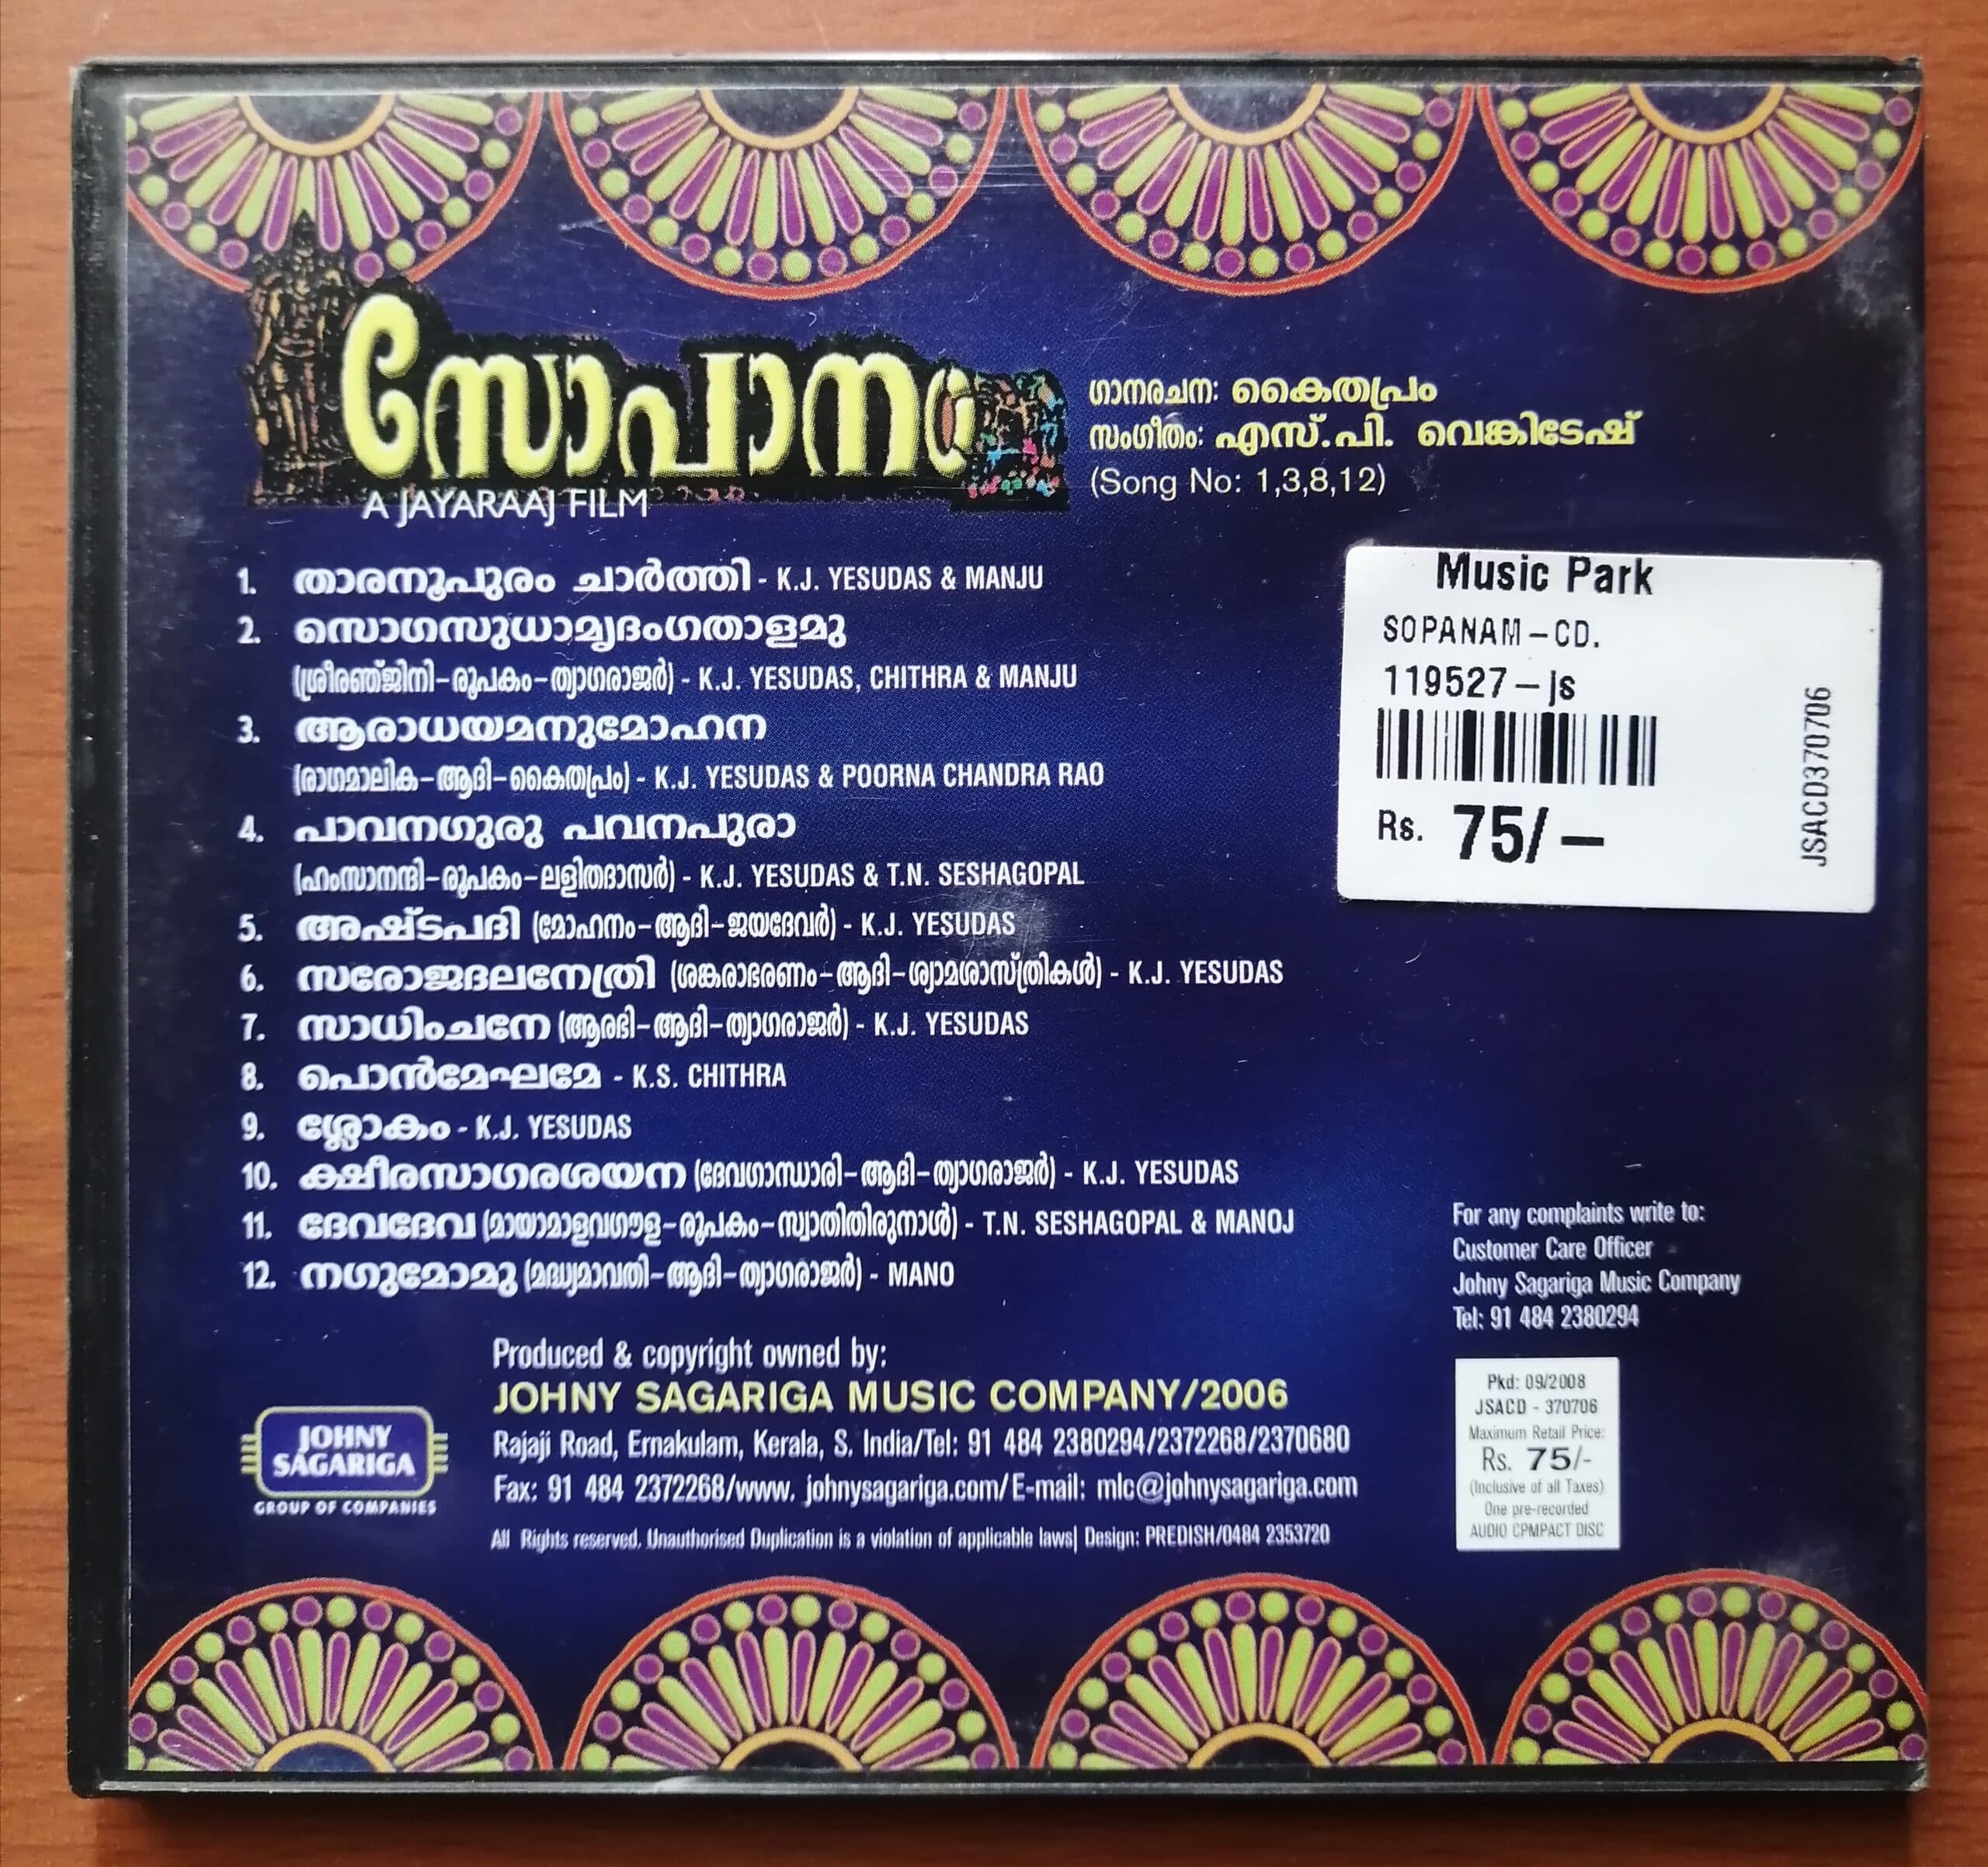 സോപാനം
A JAYARAAJ FILM
ഗാനരചന: കൈതപ്രം
സംഗീതം: എസ്.പി. വെങ്കിടേഷ്
(Song No: 1,3,8,12)
1. താരനൂപുരം ചാർത്തി - K.J. YESUDAS & MANJU
2. സൊഗസുധാമൃദംഗതാളമു
(ശ്രീരഞ്ജിനി-രൂപകം-ത്യാഗരാജർ) - K.J. YESUDAS, CHITHRA & MANJU
3. ആരാധയമനുമോഹന
(രാഗമാലിക-ആദി-കൈതപ്രം) - K.J. YESUDAS & POORNA CHANDRA RAO
4. പാവനഗുരു പവനപുരാ
(ഹംസാനന്ദി-രൂപകം-ലളിതദാസർ) - K.J. YESUDAS & T.N. SESHAGOPAL
5. അഷ്ടപദി (മോഹനം-ആദി-ജയദേവർ) - K.J. YESUDAS
6. സരോജദലനേത്രി (ശങ്കരാഭരണം-ആദി-ശ്യാമശാസ്ത്രികൾ) - K.J. YESUDAS
7. സാധിംചനേ (ആരഭി-ആദി-ത്യാഗരാജർ) - K.J. YESUDAS
8. പൊൻമേഘമേ - K.S. CHITHRA
9. ശ്ലോകം - K.J. YESUDAS
10. ക്ഷീരസാഗരശയന (ദേവഗാന്ധാരി-ആദി-ത്യാഗരാജർ) - K.J. YESUDAS
11. ദേവദേവ (മായാമാളവഗൗള-രൂപകം-സ്വാതിതിരുനാൾ) - T.N. SESHAGOPAL & MANOJ
12. നഗുമോമു (മദ്ധ്യമാവതി-ആദി-ത്യാഗരാജർ) - MANO
Music Park
SOPANAM-CD.
119527-js
Rs. 75/-
JSACD370706
For any complaints write to:
Customer Care Officer
Johny Sagariga Music Company
Tel: 91 484 2380294
Produced & copyright owned by:
JOHNY SAGARIGA MUSIC COMPANY/2006
Rajaji Road, Ernakulam, Kerala, S. India/Tel: 91 484 2380294/2372268/2370680
Fax: 91 484 2372268/www. johnysagariga.com/E-mail: mlc@johnysagariga.com
All Rights reserved. Unauthorised Duplication is a violation of applicable laws| Design: PREDISH/0484 2353720
JOHNY
SAGARIGA
GROUP OF COMPANIES
Pkd: 09/2008
JSACD - 370706
Maximum Retail Price:
Rs. 75/-
(Inclusive of all Taxes)
One pre-recorded
AUDIO CPMPACT DISC